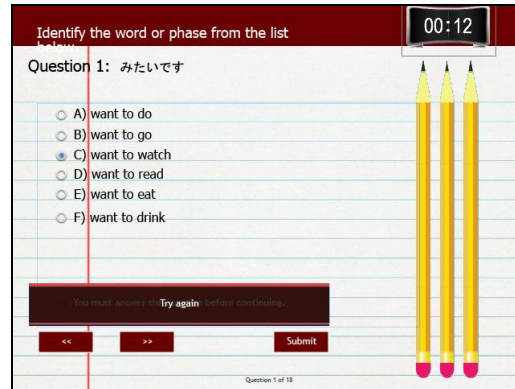 Identify the word or phase from the list
below
00:12
Question 1: みたいです
A) want to do
B) want to go
C) want to watch
D) want to read
E) want to eat
F) want to drink
You must answer the Try again before continuing.
<< >> Submit
Question 1 of 18